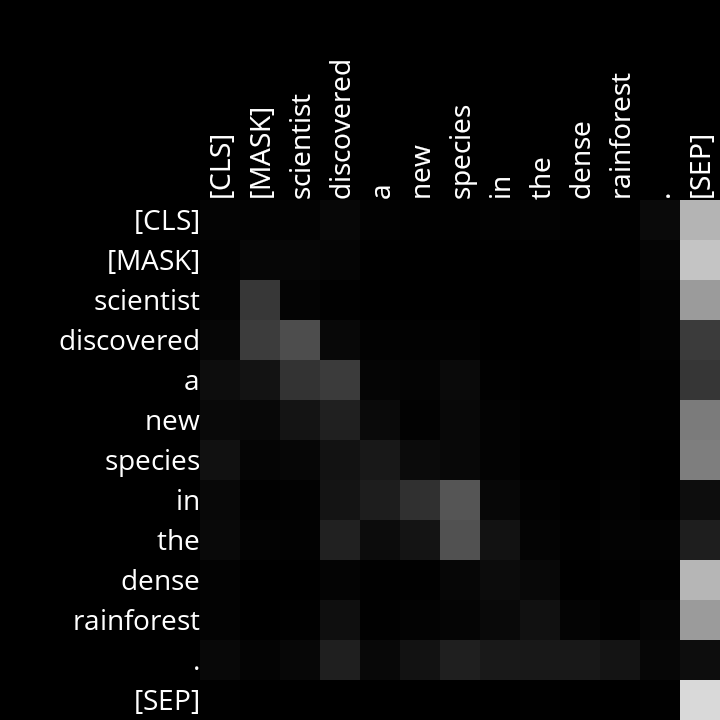 [CLS]
[MASK]
scientist
discovered
a
new
species
in
the
dense
rainforest
.
[SEP]
[CLS]
[MASK]
scientist
discovered
a
new
species
in
the
dense
rainforest
.
[SEP]